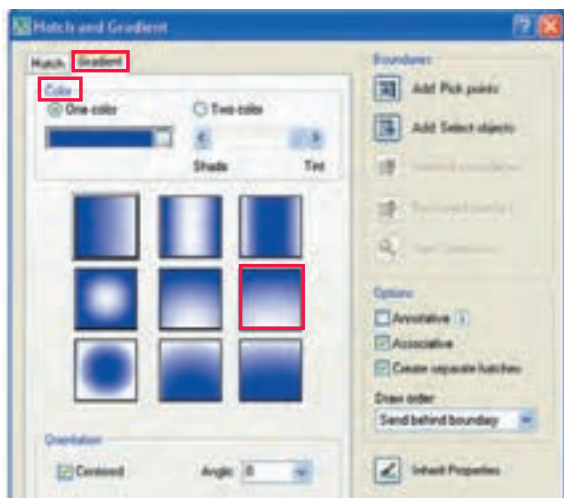 Hatch and Gradient
Hatch Gradient
Color
One color Two color
Shade Tint
Orientation
Centered Angle: 0
Boundaries
Add: Pick points
Add: Select objects
Options
Annotative
Associative
Create separate hatches
Draw order:
Send behind boundary
Inherit Properties